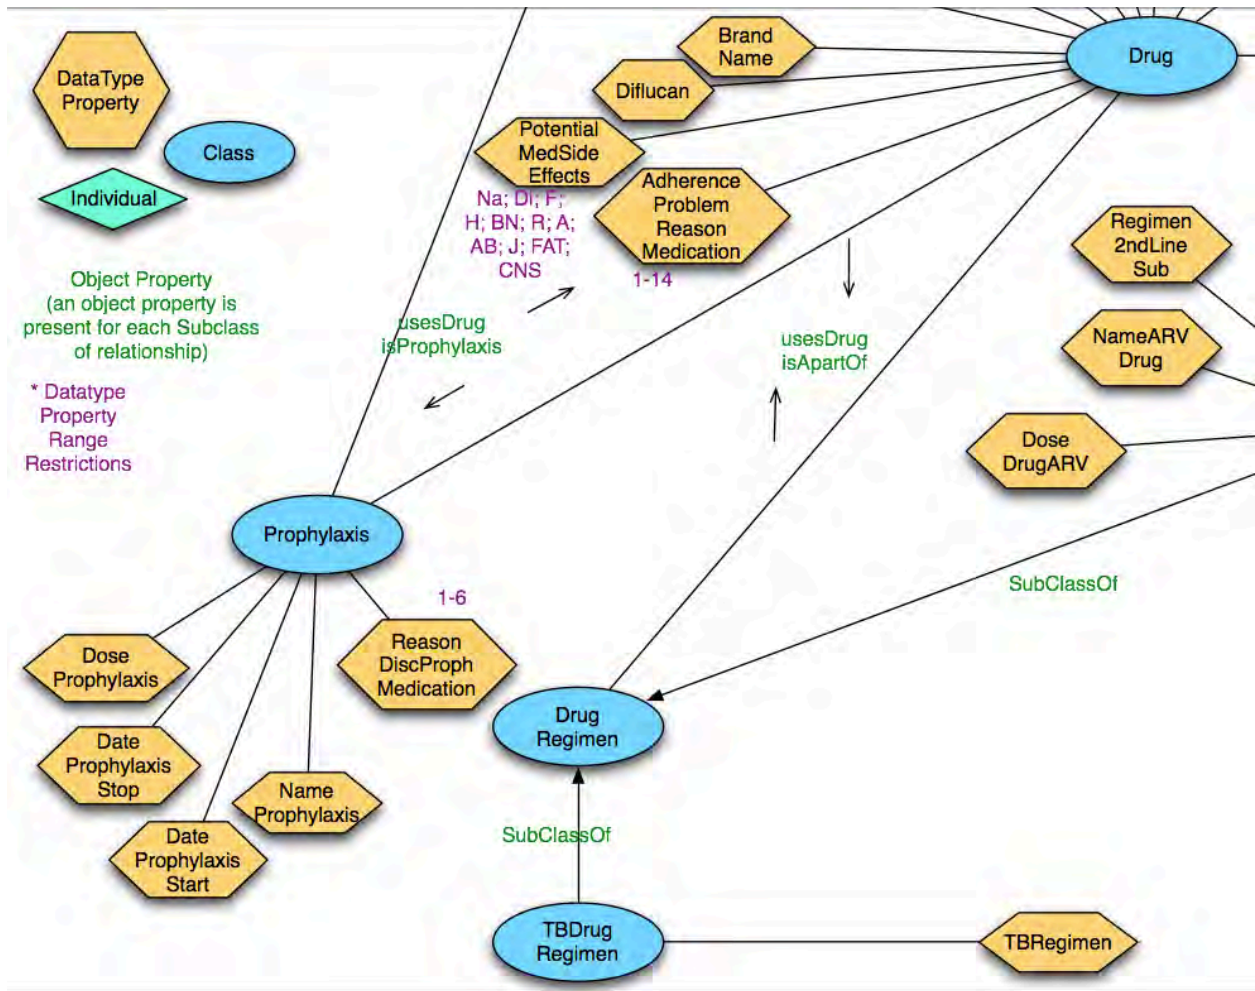 DataType
Property
Class
Individual
Object Property
(an object property is
present for each Subclass
of relationship)
* Datatype
Property
Range
Restrictions
Brand
Name
Drug
Diflucan
Potential
MedSide
Effects
Na; DI; F;
H; BN; R; A;
AB; J; FAT;
CNS
Adherence
Problem
Reason
Medication
1-14
usesDrug
isProphylaxis
usesDrug
isApartOf
Regimen
2ndLine
Sub
NameARV
Drug
Dose
DrugARV
SubClassOf
Prophylaxis
1-6
Reason
DiscProph
Medication
Dose
Prophylaxis
Date
Prophylaxis
Stop
Date
Prophylaxis
Start
Name
Prophylaxis
Drug
Regimen
SubClassOf
TBDrug
Regimen
TBRegimen